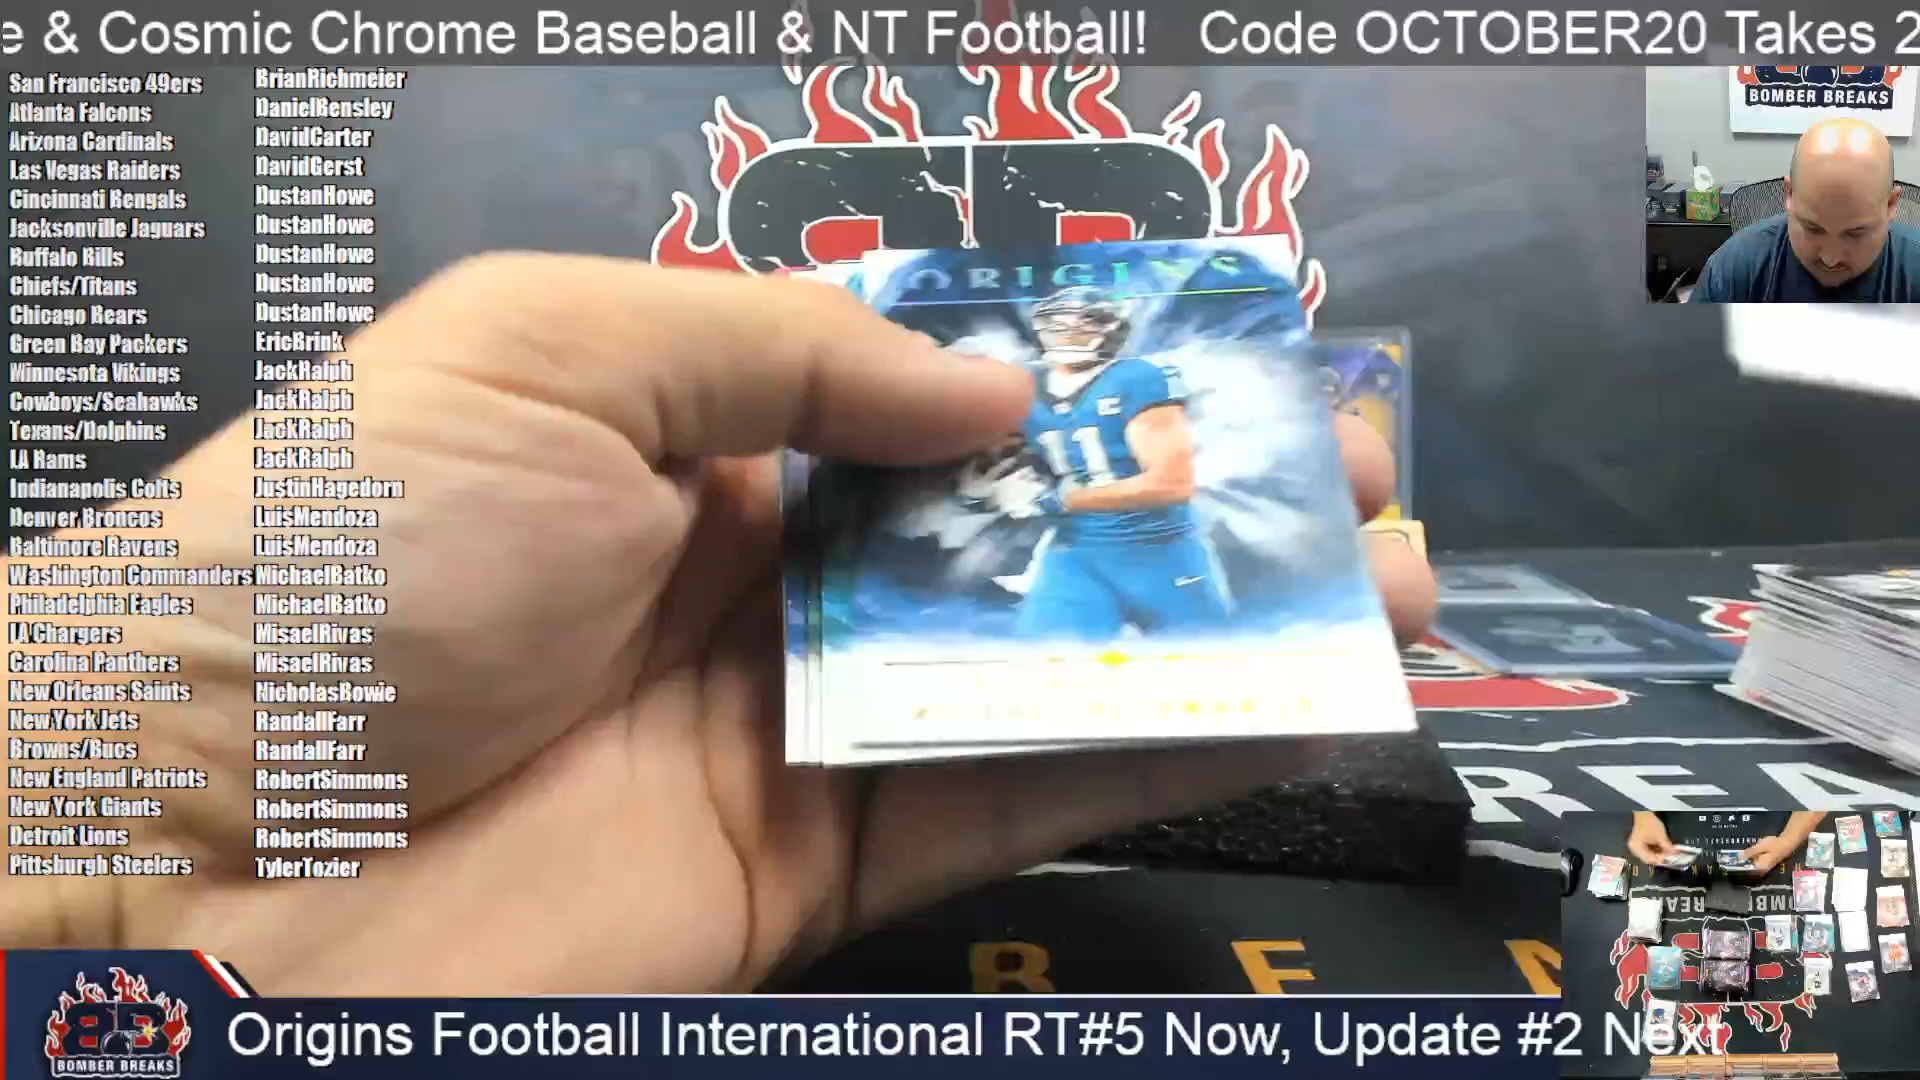 e & Cosmic Chrome Baseball & NT Football! Code OCTOBER20 Takes 2
San Francisco 49ers BrianRichmeier
Atlanta Falcons DanielBensley
Arizona Cardinals DavidCarter
Las Vegas Raiders DavidGerst
Cincinnati Bengals DustanHowe
Jacksonville Jaguars DustanHowe
Buffalo Bills DustanHowe
Chiefs/Titans DustanHowe
Chicago Bears DustanHowe
Green Bay Packers EricBrink
Minnesota Vikings JackRalph
Cowboys/Seahawks JackRalph
Texans/Dolphins JackRalph
LA Rams JackRalph
Indianapolis Colts JustinHagedorn
Denver Broncos LuisMendoza
Baltimore Ravens LuisMendoza
Washington Commanders MichaelBatko
Philadelphia Eagles MichaelBatko
LA Chargers MisaelRivas
Carolina Panthers MisaelRivas
New Orleans Saints NicholasBowie
New York Jets RandallFarr
Browns/Bucs RandallFarr
New England Patriots RobertSimmons
New York Giants RobertSimmons
Detroit Lions RobertSimmons
Pittsburgh Steelers TylerTozier
BOMBER BREAKS
ORIGINS
11
REA
B E
BOMBER BREAKS
Origins Football International RT#5 Now, Update #2 Next